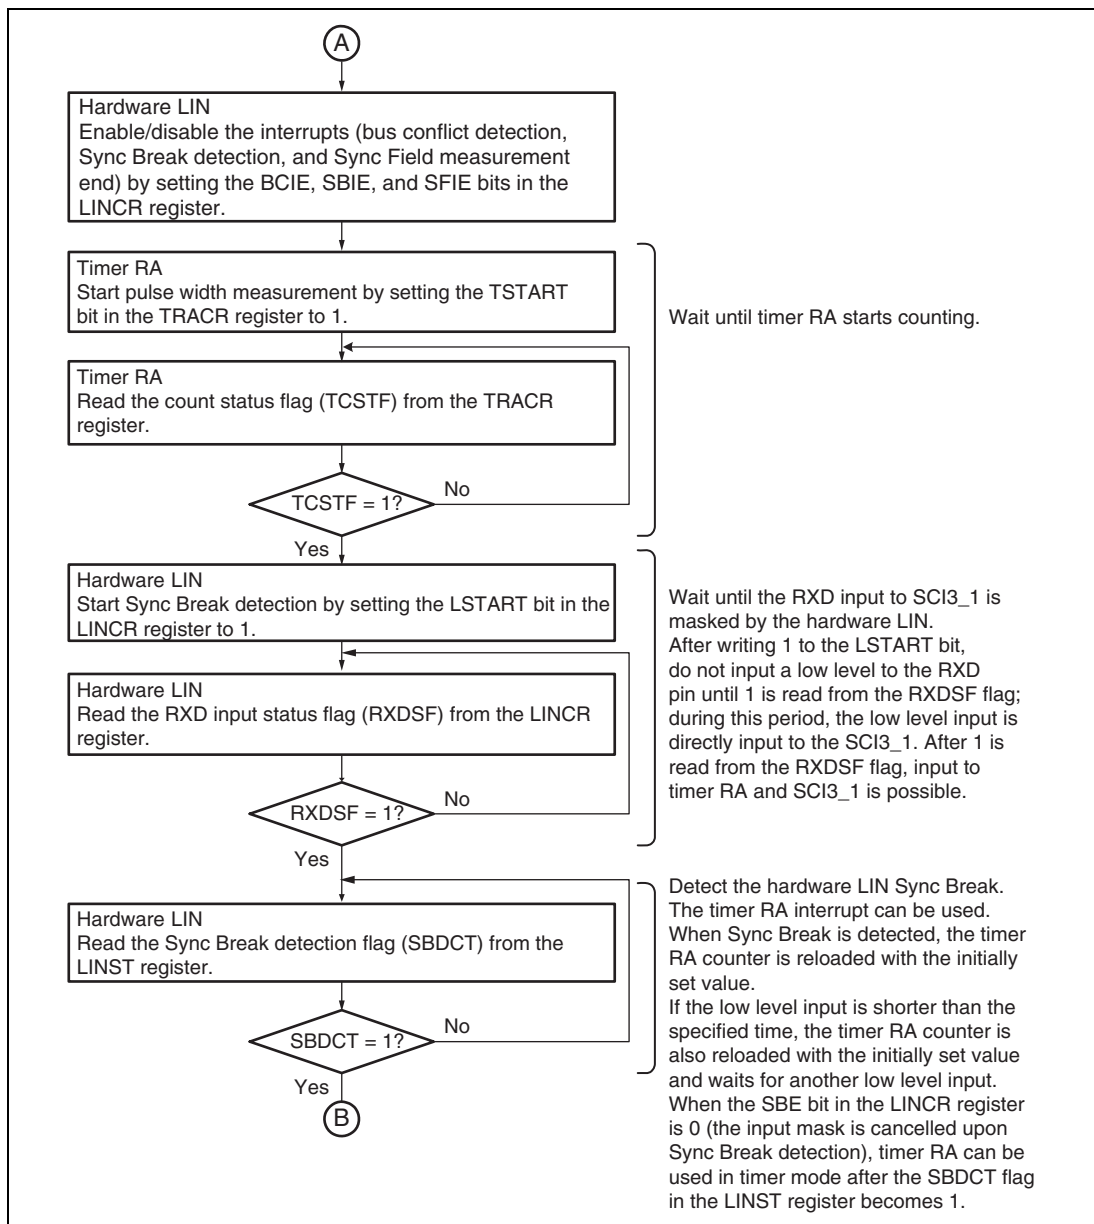 A
Hardware LIN
Enable/disable the interrupts (bus conflict detection,
Sync Break detection, and Sync Field measurement
end) by setting the BCIE, SBIE, and SFIE bits in the
LINCR register.
Timer RA
Start pulse width measurement by setting the TSTART
bit in the TRACR register to 1.
Wait until timer RA starts counting.
Timer RA
Read the count status flag (TCSTF) from the TRACR
register.
TCSTF = 1?
No
Yes
Hardware LIN
Start Sync Break detection by setting the LSTART bit in the
LINCR register to 1.
Hardware LIN
Read the RXD input status flag (RXDSF) from the LINCR
register.
RXDSF = 1?
No
Yes
Wait until the RXD input to SCI3_1 is
masked by the hardware LIN.
After writing 1 to the LSTART bit,
do not input a low level to the RXD
pin until 1 is read from the RXDSF flag;
during this period, the low level input is
directly input to the SCI3_1. After 1 is
read from the RXDSF flag, input to
timer RA and SCI3_1 is possible.
Hardware LIN
Read the Sync Break detection flag (SBDCT) from the
LINST register.
SBDCT = 1?
No
Yes
B
Detect the hardware LIN Sync Break.
The timer RA interrupt can be used.
When Sync Break is detected, the timer
RA counter is reloaded with the initially
set value.
If the low level input is shorter than the
specified time, the timer RA counter is
also reloaded with the initially set value
and waits for another low level input.
When the SBE bit in the LINCR register
is 0 (the input mask is cancelled upon
Sync Break detection), timer RA can be
used in timer mode after the SBDCT flag
in the LINST register becomes 1.